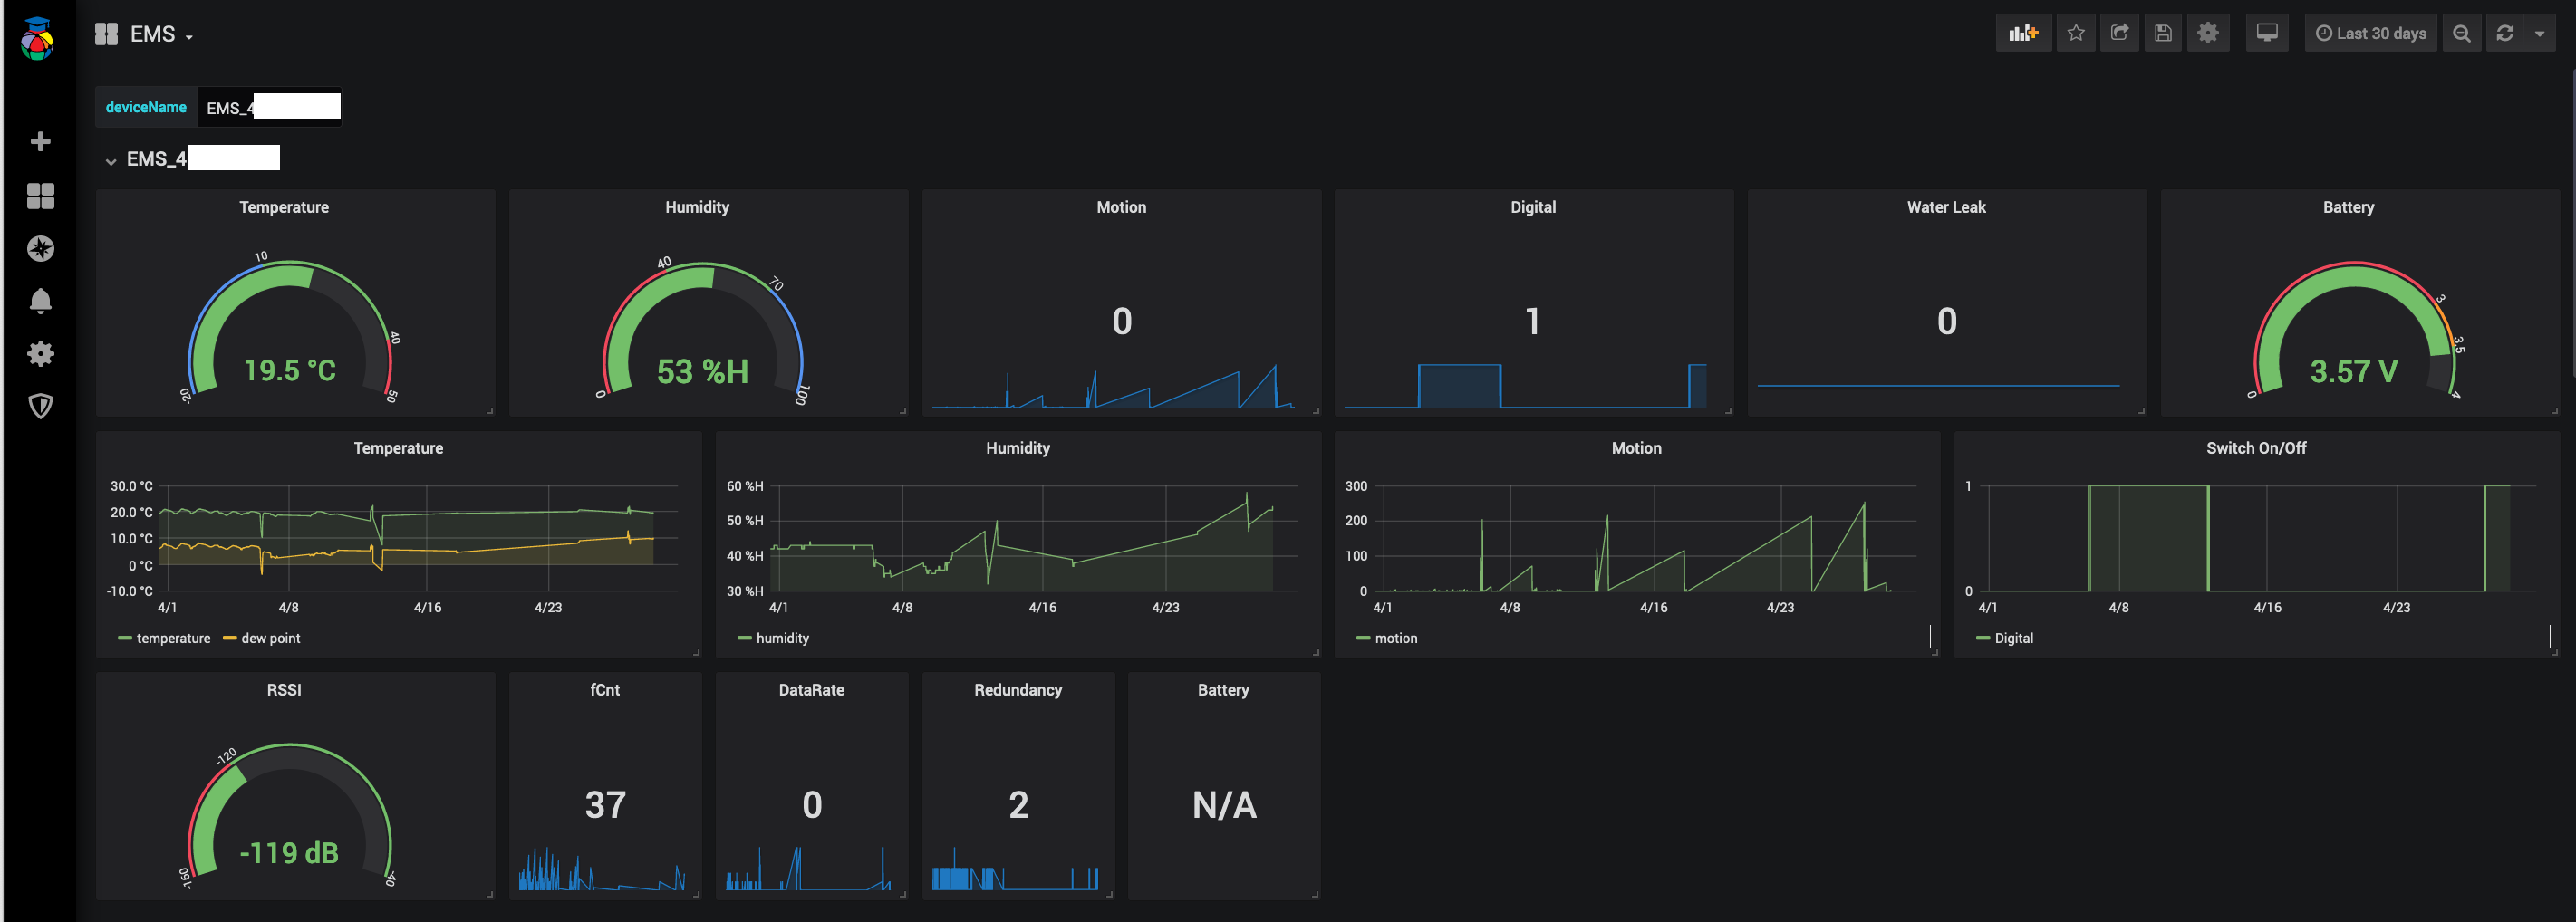 EMS
Last 30 days
deviceName EMS_4
EMS_4
Temperature
10
40
-20
50
19.5 °C
Humidity
40
70
0
100
53 %H
Motion
0
Digital
1
Water Leak
0
Battery
3
3.5
0
4
3.57 V
Temperature
30.0 °C
20.0 °C
10.0 °C
0 °C
-10.0 °C
4/1 4/8 4/16 4/23
temperature dew point
Humidity
60 %H
50 %H
40 %H
30 %H
4/1 4/8 4/16 4/23
humidity
Motion
300
200
100
0
4/1 4/8 4/16 4/23
motion
Switch On/Off
1
0
4/1 4/8 4/16 4/23
Digital
RSSI
-120
-160
-40
-119 dB
fCnt
37
DataRate
0
Redundancy
2
Battery
N/A